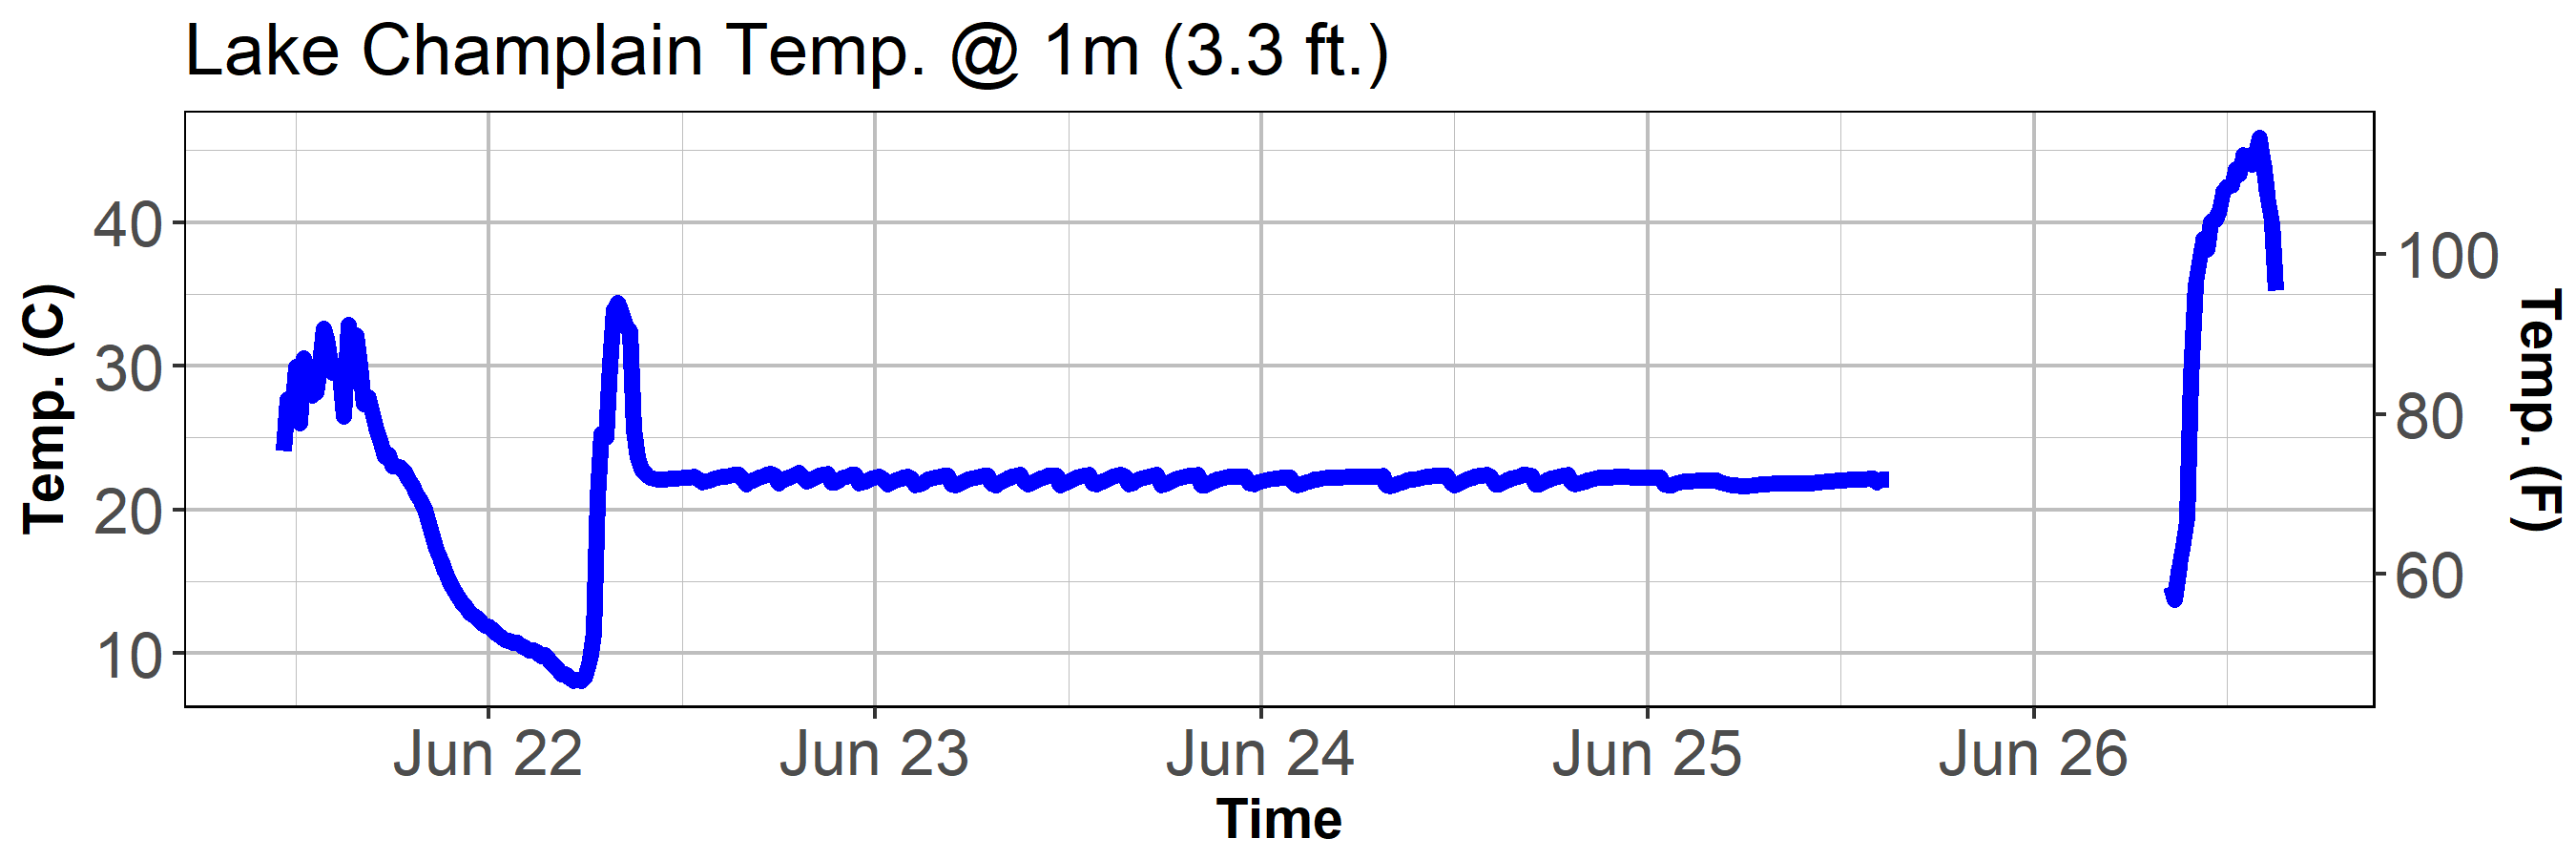 Lake Champlain Temp. @ 1m (3.3 ft.)
Temp. (C)
40
30
20
10
100
80
60
Temp. (F)
Jun 22 Jun 23 Jun 24 Jun 25 Jun 26
Time